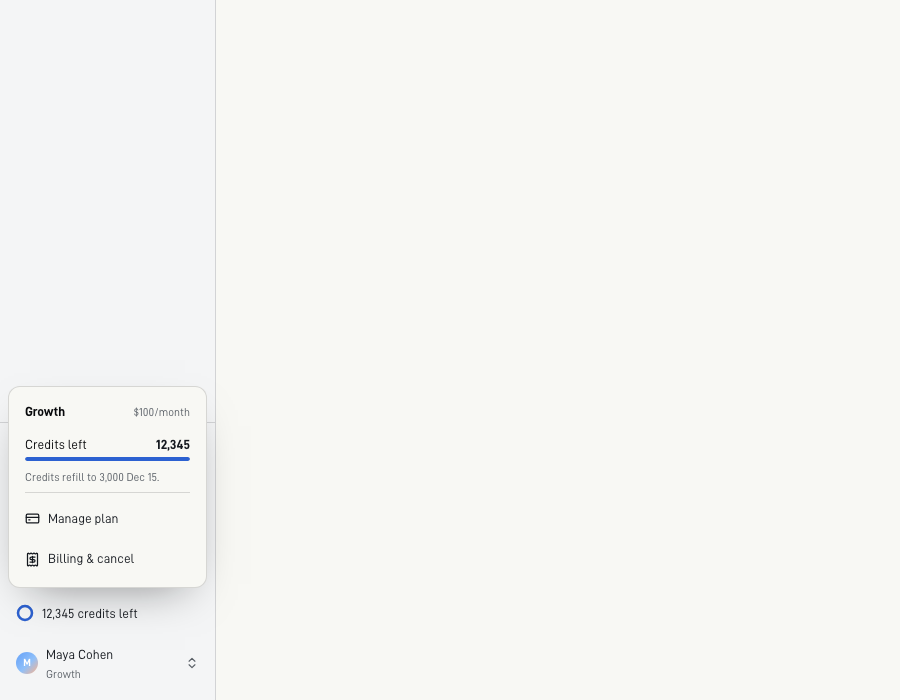 Growth $100/month
Credits left 12,345
Credits refill to 3,000 Dec 15.
Manage plan
Billing & cancel
12,345 credits left
M Maya Cohen
Growth